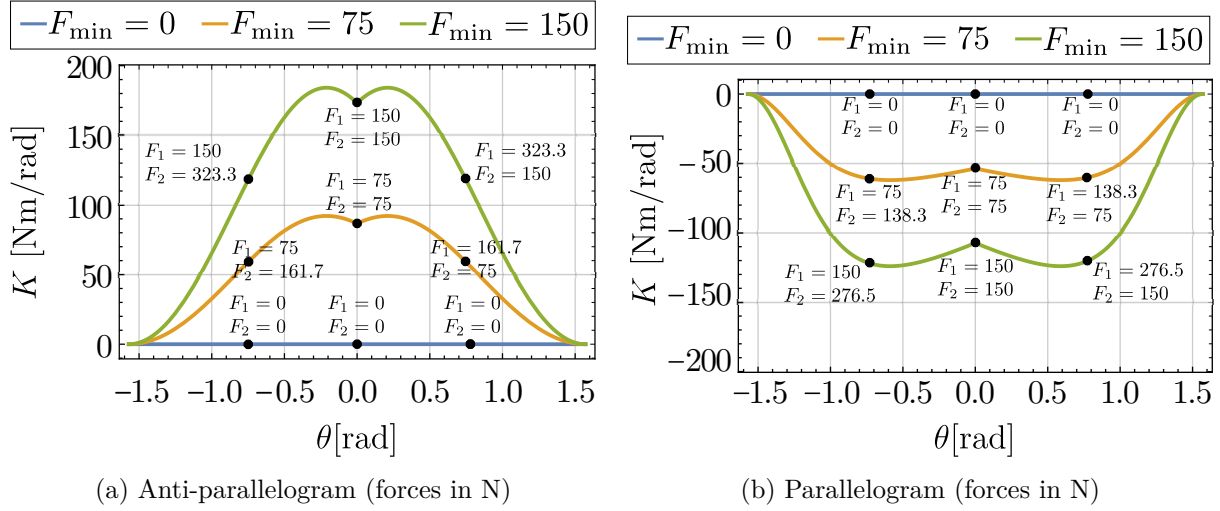 F_min = 0 F_min = 75 F_min = 150
200
150
100
50
0
K [Nm/rad]
F_1 = 150
F_2 = 150
F_1 = 150
F_2 = 323.3
F_1 = 323.3
F_2 = 150
F_1 = 75
F_2 = 75
F_1 = 75
F_2 = 161.7
F_1 = 161.7
F_2 = 75
F_1 = 0
F_2 = 0
F_1 = 0
F_2 = 0
F_1 = 0
F_2 = 0
−1.5 −1.0 −0.5 0.0 0.5 1.0 1.5
θ[rad]
(a) Anti-parallelogram (forces in N)
F_min = 0 F_min = 75 F_min = 150
0
−50
−100
−150
−200
K [Nm/rad]
F_1 = 0
F_2 = 0
F_1 = 0
F_2 = 0
F_1 = 0
F_2 = 0
F_1 = 75
F_2 = 138.3
F_1 = 75
F_2 = 75
F_1 = 138.3
F_2 = 75
F_1 = 150
F_2 = 276.5
F_1 = 150
F_2 = 150
F_1 = 276.5
F_2 = 150
−1.5 −1.0 −0.5 0.0 0.5 1.0 1.5
θ[rad]
(b) Parallelogram (forces in N)